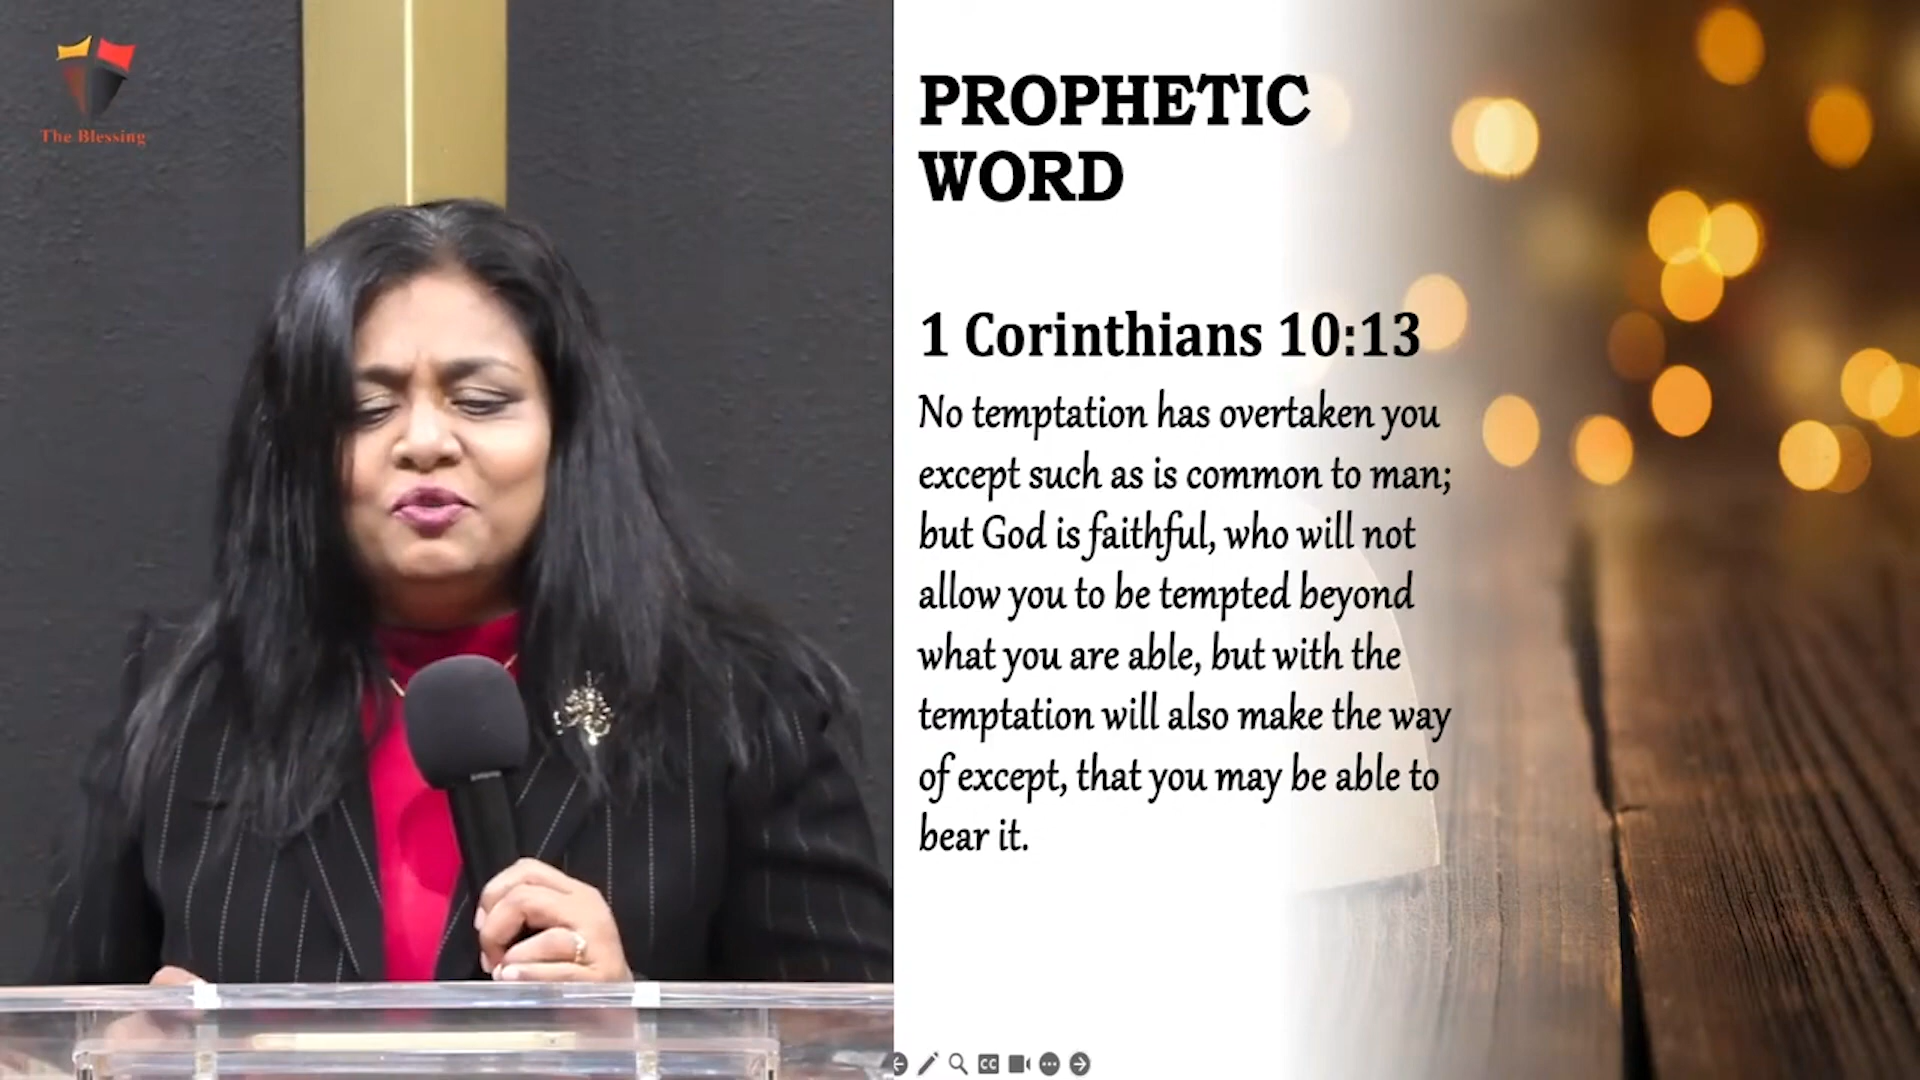 The Blessing
PROPHETIC
WORD
1 Corinthians 10:13
No temptation has overtaken you
except such as is common to man;
but God is faithful, who will not
allow you to be tempted beyond
what you are able, but with the
temptation will also make the way
of except, that you may be able to
bear it.
CC